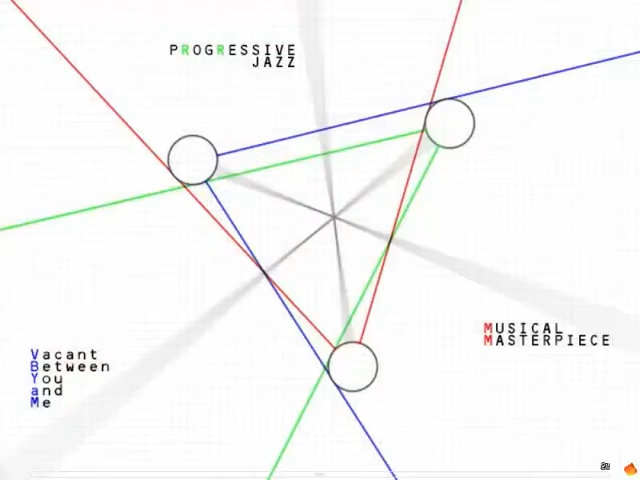 PROGRESSIVE
JAZZ
MUSICAL
MASTERPIECE
Vacant
Between
You
and
Me